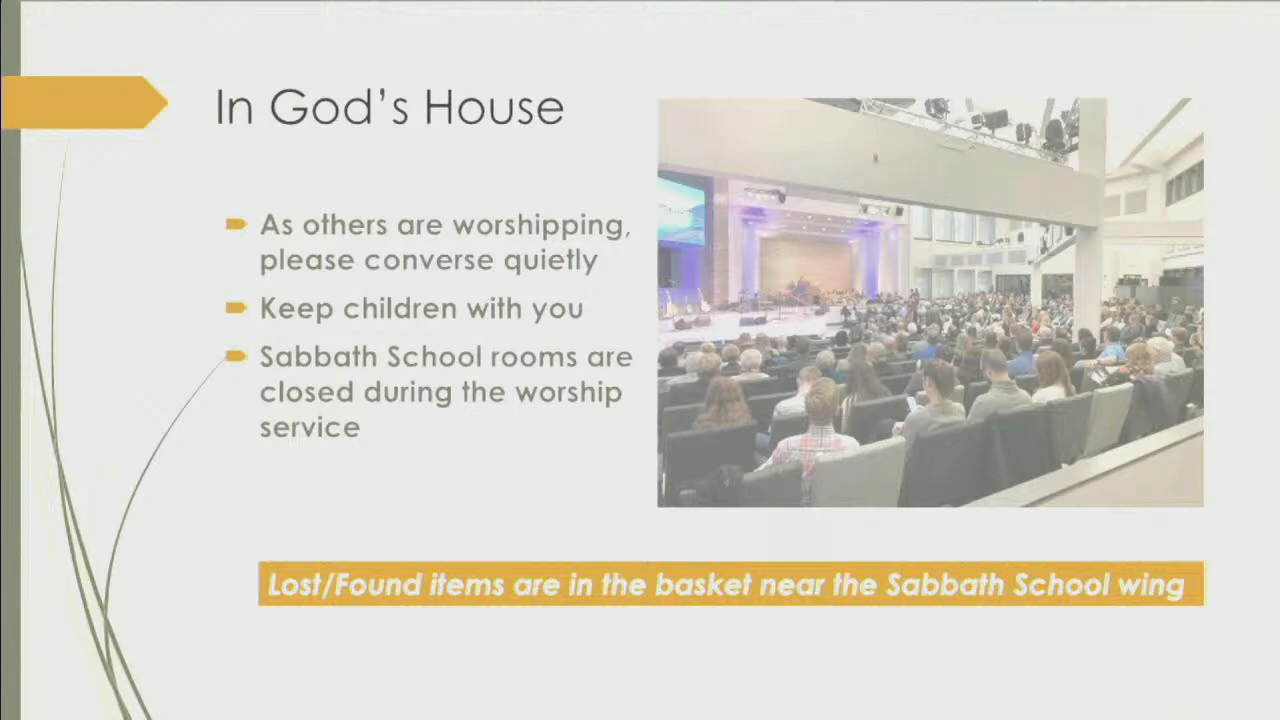 In God's House
As others are worshipping,
please converse quietly
Keep children with you
Sabbath School rooms are
closed during the worship
service
Lost/Found items are in the basket near the Sabbath School wing